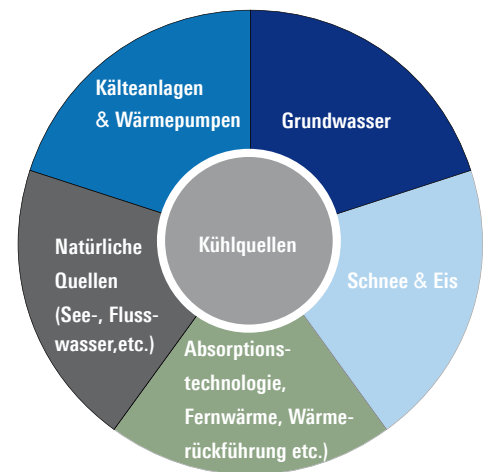 Kälteanlagen
& Wärmepumpen
Grundwasser
Schnee & Eis
Absorptions-
technologie,
Fernwärme, Wärme-
rückführung etc.)
Natürliche
Quellen
(See-, Fluss-
wasser,etc.)
Kühlquellen